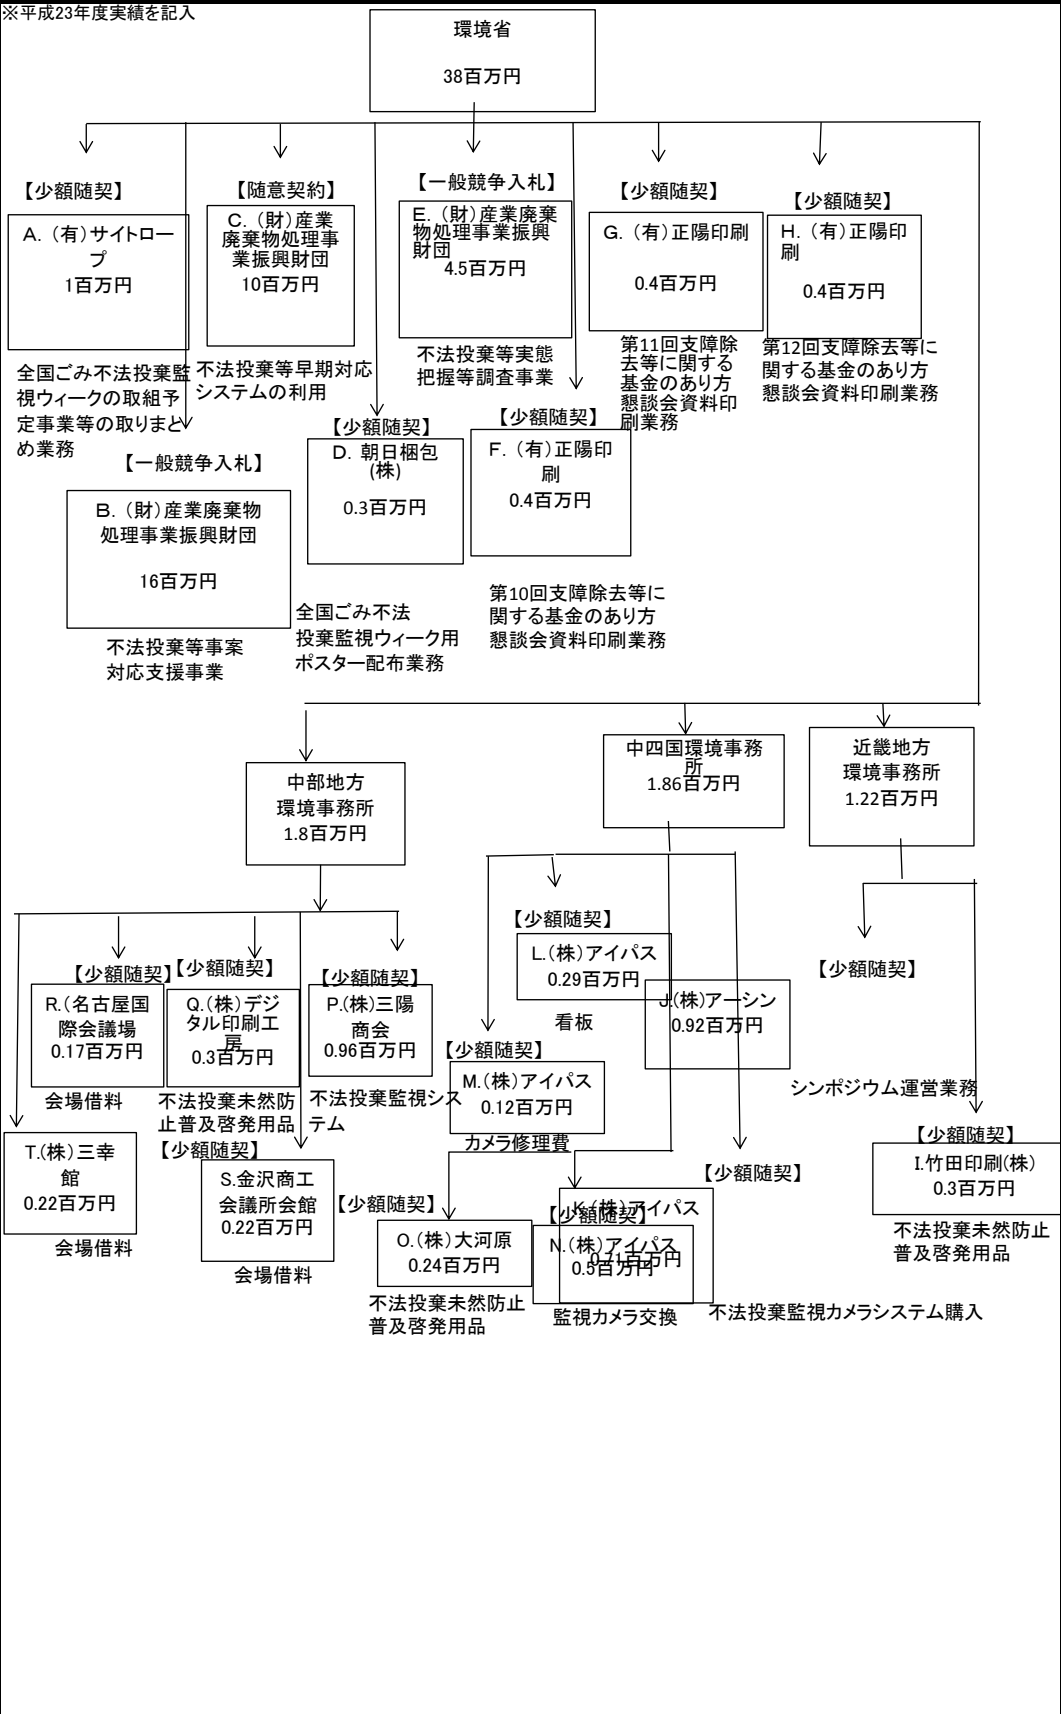 ※平成23年度実績を記入
環境省
38百万円
【少額随契】
A.（有）サイトロー
プ
1百万円
全国ごみ不法投棄監
視ウィークの取組予
定事業等の取りまと
め業務
【一般競争入札】
B.（財）産業廃棄物
処理事業振興財団
16百万円
不法投棄等事案
対応支援事業
【随意契約】
C.（財）産業
廃棄物処理事
業振興財団
10百万円
不法投棄等早期対応
システムの利用
【少額随契】
D. 朝日梱包
(株)
0.3百万円
全国ごみ不法
投棄監視ウィーク用
ポスター配布業務
【一般競争入札】
E.（財）産業廃棄
物処理事業振興
財団
4.5百万円
不法投棄等実態
把握等調査事業
【少額随契】
F.（有）正陽印
刷
0.4百万円
第10回支障除去等に
関する基金のあり方
懇談会資料印刷業務
【少額随契】
G.（有）正陽印刷
0.4百万円
第11回支障除
去等に関する
基金のあり方
懇談会資料印
刷業務
【少額随契】
H.（有）正陽印
刷
0.4百万円
第12回支障除去等に
関する基金のあり方
懇談会資料印刷業務
中部地方
環境事務所
1.8百万円
中四国環境事務
所
1.86百万円
近畿地方
環境事務所
1.22百万円
【少額随契】
R.(名古屋国
際会議場
0.17百万円
会場借料
【少額随契】
Q.(株)デジ
タル印刷工
房
0.3百万円
不法投棄未然防
止普及啓発用品
【少額随契】
P.(株)三陽
商会
0.96百万円
不法投棄監視シス
テム
T.(株)三幸
館
0.22百万円
会場借料
【少額随契】
S.金沢商工
会議所会館
0.22百万円
会場借料
【少額随契】
L.(株)アイパス
0.29百万円
看板
J.(株)アーシン
0.92百万円
【少額随契】
シンポジウム運営業務
【少額随契】
M.(株)アイパス
0.12百万円
カメラ修理費
【少額随契】
O.(株)大河原
0.24百万円
不法投棄未然防止
普及啓発用品
【少額随契】
K.(株)アイパス
0.71百万円
不法投棄監視カメラシステム購入
【少額随契】
N.(株)アイパス
0.5百万円
監視カメラ交換
【少額随契】
I.竹田印刷(株)
0.3百万円
不法投棄未然防止
普及啓発用品